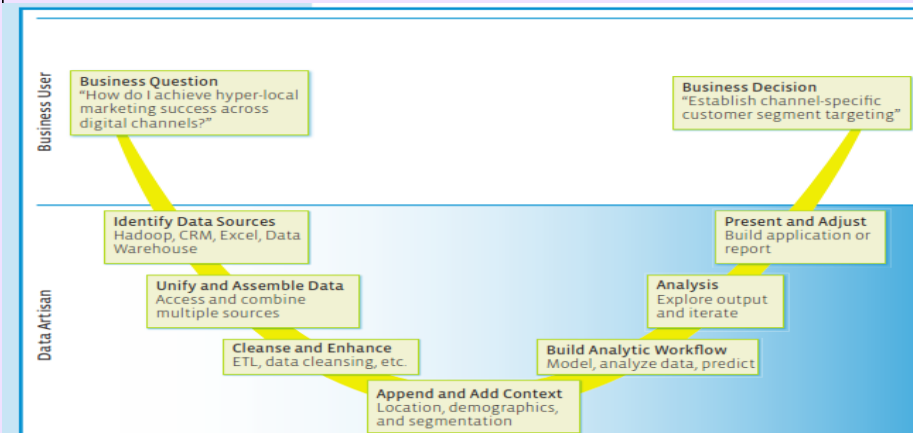 Business User
Business Question
“How do I achieve hyper-local
marketing success across
digital channels?”
Business Decision
“Establish channel-specific
customer segment targeting”
Data Artisan
Identify Data Sources
Hadoop, CRM, Excel, Data
Warehouse
Unify and Assemble Data
Access and combine
multiple sources
Cleanse and Enhance
ETL, data cleansing, etc.
Append and Add Context
Location, demographics,
and segmentation
Build Analytic Workflow
Model, analyze data, predict
Analysis
Explore output
and iterate
Present and Adjust
Build application or
report